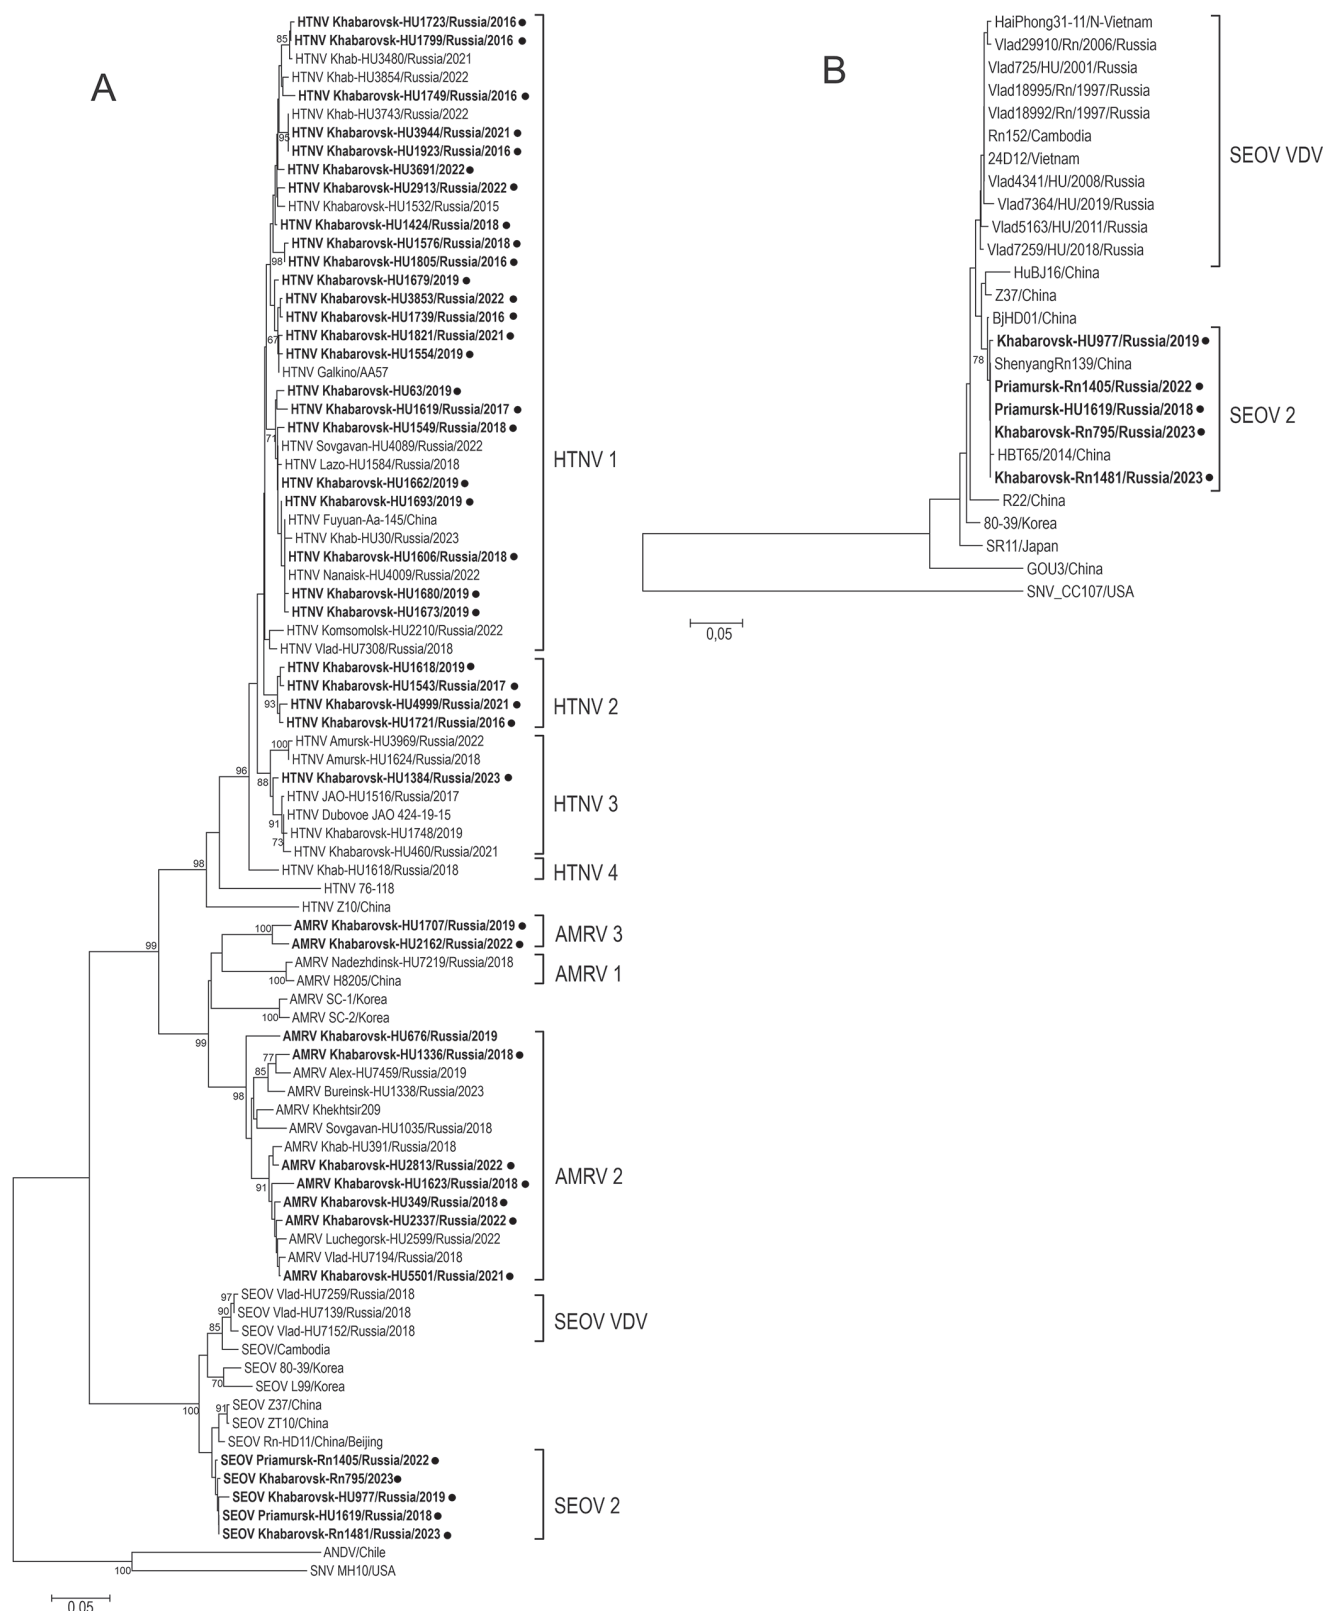 A
HTNV Khabarovsk-HU1723/Russia/2016
85
HTNV Khabarovsk-HU1799/Russia/2016
HTNV Khab-HU3480/Russia/2021
HTNV Khab-HU3854/Russia/2022
HTNV Khabarovsk-HU1749/Russia/2016
HTNV Khab-HU3743/Russia/2022
95
HTNV Khabarovsk-HU3944/Russia/2021
HTNV Khabarovsk-HU1923/Russia/2016
HTNV Khabarovsk-HU3691/2022
HTNV Khabarovsk-HU2913/Russia/2022
HTNV Khabarovsk-HU1532/Russia/2015
HTNV Khabarovsk-HU1424/Russia/2018
HTNV Khabarovsk-HU1576/Russia/2018
98
HTNV Khabarovsk-HU1805/Russia/2016
HTNV Khabarovsk-HU1679/2019
HTNV Khabarovsk-HU3853/Russia/2022
HTNV Khabarovsk-HU1739/Russia/2016
67
HTNV Khabarovsk-HU1821/Russia/2021
HTNV Khabarovsk-HU1554/2019
HTNV Galkino/AA57
HTNV Khabarovsk-HU63/2019
HTNV Khabarovsk-HU1619/Russia/2017
71
HTNV Khabarovsk-HU1549/Russia/2018
HTNV Sovgavan-HU4089/Russia/2022
HTNV Lazo-HU1584/Russia/2018
HTNV 1
HTNV Khabarovsk-HU1662/2019
HTNV Khabarovsk-HU1693/2019
HTNV Fuyuan-Aa-145/China
HTNV Khab-HU30/Russia/2023
HTNV Khabarovsk-HU1606/Russia/2018
HTNV Nanaisk-HU4009/Russia/2022
HTNV Khabarovsk-HU1680/2019
HTNV Khabarovsk-HU1673/2019
HTNV Komsomolsk-HU2210/Russia/2022
HTNV Vlad-HU7308/Russia/2018
HTNV Khabarovsk-HU1618/2019
HTNV Khabarovsk-HU1543/Russia/2017
93
HTNV Khabarovsk-HU4999/Russia/2021
HTNV 2
HTNV Khabarovsk-HU1721/Russia/2016
100
HTNV Amursk-HU3969/Russia/2022
HTNV Amursk-HU1624/Russia/2018
96
88
HTNV Khabarovsk-HU1384/Russia/2023
HTNV JAO-HU1516/Russia/2017
HTNV 3
HTNV Dubovoe JAO 424-19-15
91
HTNV Khabarovsk-HU1748/2019
73
HTNV Khabarovsk-HU460/Russia/2021
98
HTNV Khab-HU1618/Russia/2018
HTNV 4
HTNV 76-118
HTNV Z10/China
100
AMRV Khabarovsk-HU1707/Russia/2019
AMRV 3
AMRV Khabarovsk-HU2162/Russia/2022
99
AMRV Nadezhdinsk-HU7219/Russia/2018
AMRV 1
100
AMRV H8205/China
AMRV SC-1/Korea
100
AMRV SC-2/Korea
99
AMRV Khabarovsk-HU676/Russia/2019
77
AMRV Khabarovsk-HU1336/Russia/2018
85
AMRV Alex-HU7459/Russia/2019
98
AMRV Bureinsk-HU1338/Russia/2023
AMRV Khekhtsir209
AMRV Sovgavan-HU1035/Russia/2018
AMRV Khab-HU391/Russia/2018
AMRV Khabarovsk-HU2813/Russia/2022
AMRV 2
91
AMRV Khabarovsk-HU1623/Russia/2018
AMRV Khabarovsk-HU349/Russia/2018
AMRV Khabarovsk-HU2337/Russia/2022
AMRV Luchegorsk-HU2599/Russia/2022
AMRV Vlad-HU7194/Russia/2018
AMRV Khabarovsk-HU5501/Russia/2021
97
SEOV Vlad-HU7259/Russia/2018
90
SEOV Vlad-HU7139/Russia/2018
SEOV VDV
85
SEOV Vlad-HU7152/Russia/2018
SEOV/Cambodia
SEOV 80-39/Korea
70
SEOV L99/Korea
100
91
SEOV Z37/China
SEOV ZT10/China
SEOV Rn-HD11/China/Beijing
SEOV Priamursk-Rn1405/Russia/2022
SEOV Khabarovsk-Rn795/2023
SEOV Khabarovsk-HU977/Russia/2019
SEOV 2
SEOV Priamursk-HU1619/Russia/2018
SEOV Khabarovsk-Rn1481/Russia/2023
ANDV/Chile
100
SNV MH10/USA
0.05
B
HaiPhong31-11/N-Vietnam
Vlad29910/Rn/2006/Russia
Vlad725/HU/2001/Russia
Vlad18995/Rn/1997/Russia
Vlad18992/Rn/1997/Russia
Rn152/Cambodia
SEOV VDV
24D12/Vietnam
Vlad4341/HU/2008/Russia
Vlad7364/HU/2019/Russia
Vlad5163/HU/2011/Russia
Vlad7259/HU/2018/Russia
HuBJ16/China
Z37/China
BjHD01/China
Khabarovsk-HU977/Russia/2019
78
ShenyangRn139/China
Priamursk-Rn1405/Russia/2022
Priamursk-HU1619/Russia/2018
SEOV 2
Khabarovsk-Rn795/Russia/2023
HBT65/2014/China
Khabarovsk-Rn1481/Russia/2023
R22/China
80-39/Korea
SR11/Japan
GOU3/China
SNV_CC107/USA
0,05